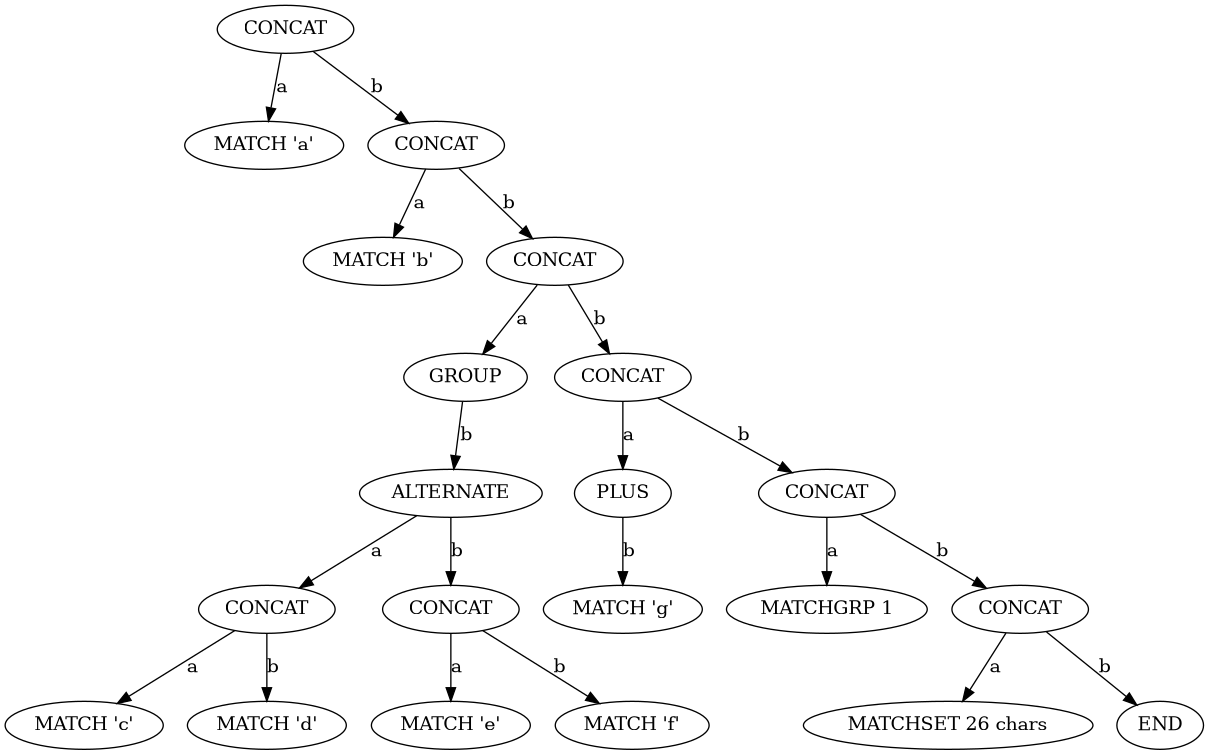 CONCAT
a b
MATCH 'a' CONCAT
a b
MATCH 'b' CONCAT
a b
GROUP CONCAT
b a b
ALTERNATE PLUS CONCAT
a b b a b
CONCAT CONCAT MATCH 'g' MATCHGRP 1 CONCAT
a b a b a b
MATCH 'c' MATCH 'd' MATCH 'e' MATCH 'f' MATCHSET 26 chars END